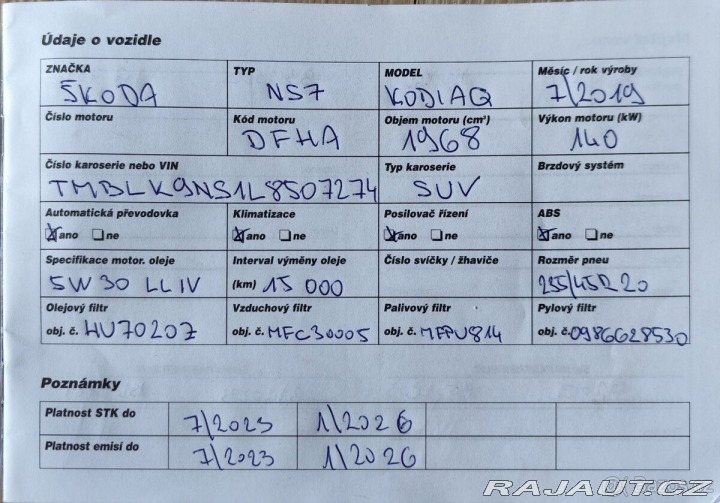 Údaje o vozidle
ZNAČKA TYP MODEL Měsíc / rok výroby
ŠKODA NS7 KODIAQ 7/2019
Číslo motoru Kód motoru Objem motoru (cm³) Výkon motoru (kW)
DFHA 1968 140
Číslo karoserie nebo VIN Typ karoserie Brzdový systém
TMBLK9NS1L8507274 SUV
Automatická převodovka Klimatizace Posilovač řízení ABS
☒ano ☐ne ☒ano ☐ne ☒ano ☐ne ☒ano ☐ne
Specifikace motor. oleje Interval výměny oleje Číslo svíčky / žhaviče Rozměr pneu
5W30 LL IV (km) 15 000 255/45R20
Olejový filtr Vzduchový filtr Palivový filtr Pylový filtr
obj. č. HU7020Z obj. č. MFC30005 obj. č. MFPU814 obj. č. 0986628530
Poznámky
Platnost STK do 7/2023 1/2026
Platnost emisí do 7/2023 1/2026
RAJAUT.CZ